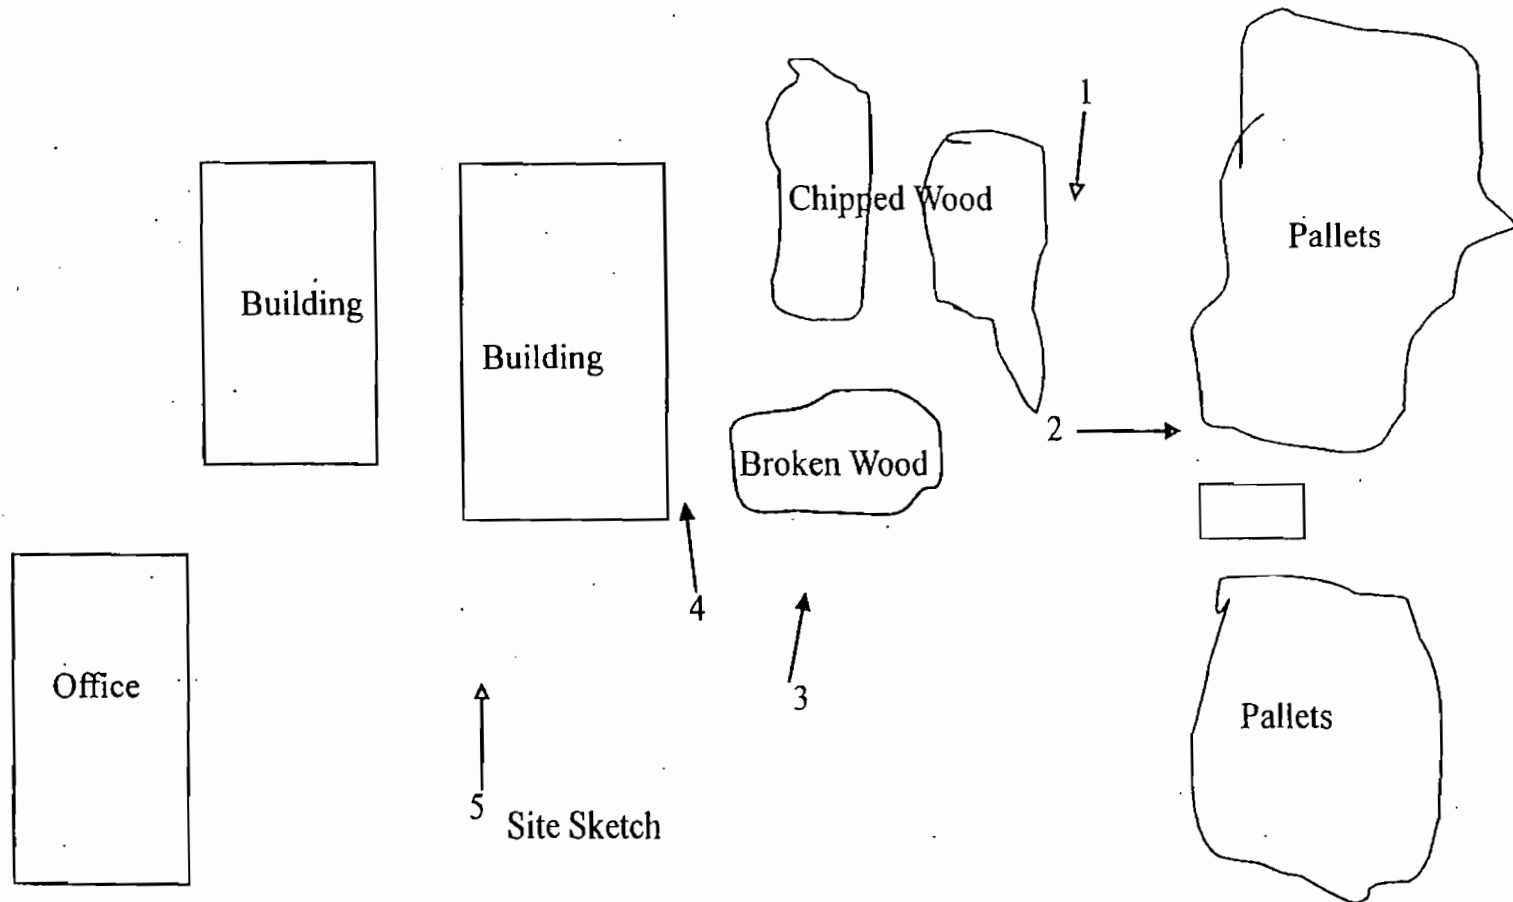 1
Chipped Wood
Pallets
Building
Building
2
Broken Wood
4
3
Office
Pallets
5
Site Sketch